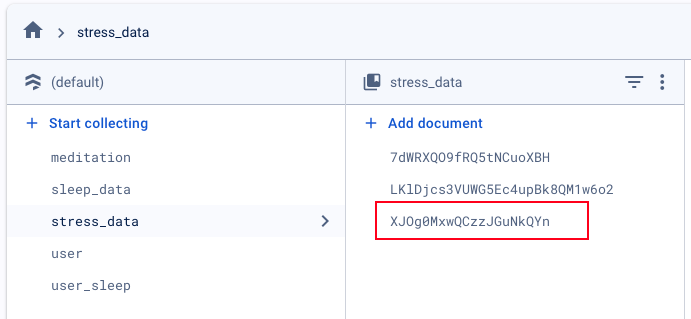 stress_data
(default)
stress_data
Start collecting
Add document
meditation
7dWRXQO9fRQ5tNCuoXBH
sleep_data
LKlDjcs3VUWG5Ec4upBk8QM1w6o2
stress_data
XJOg0MxwQCzzJGuNkQYn
user
user_sleep